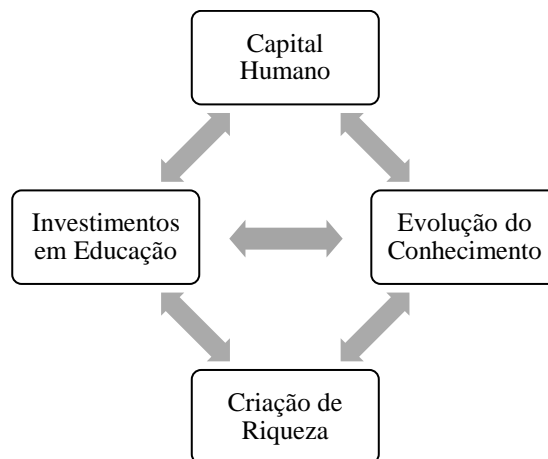 Capital
Humano
Investimentos
em Educação
Evolução do
Conhecimento
Criação de
Riqueza